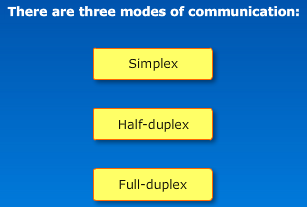 There are three modes of communication:
Simplex
Half-duplex
Full-duplex